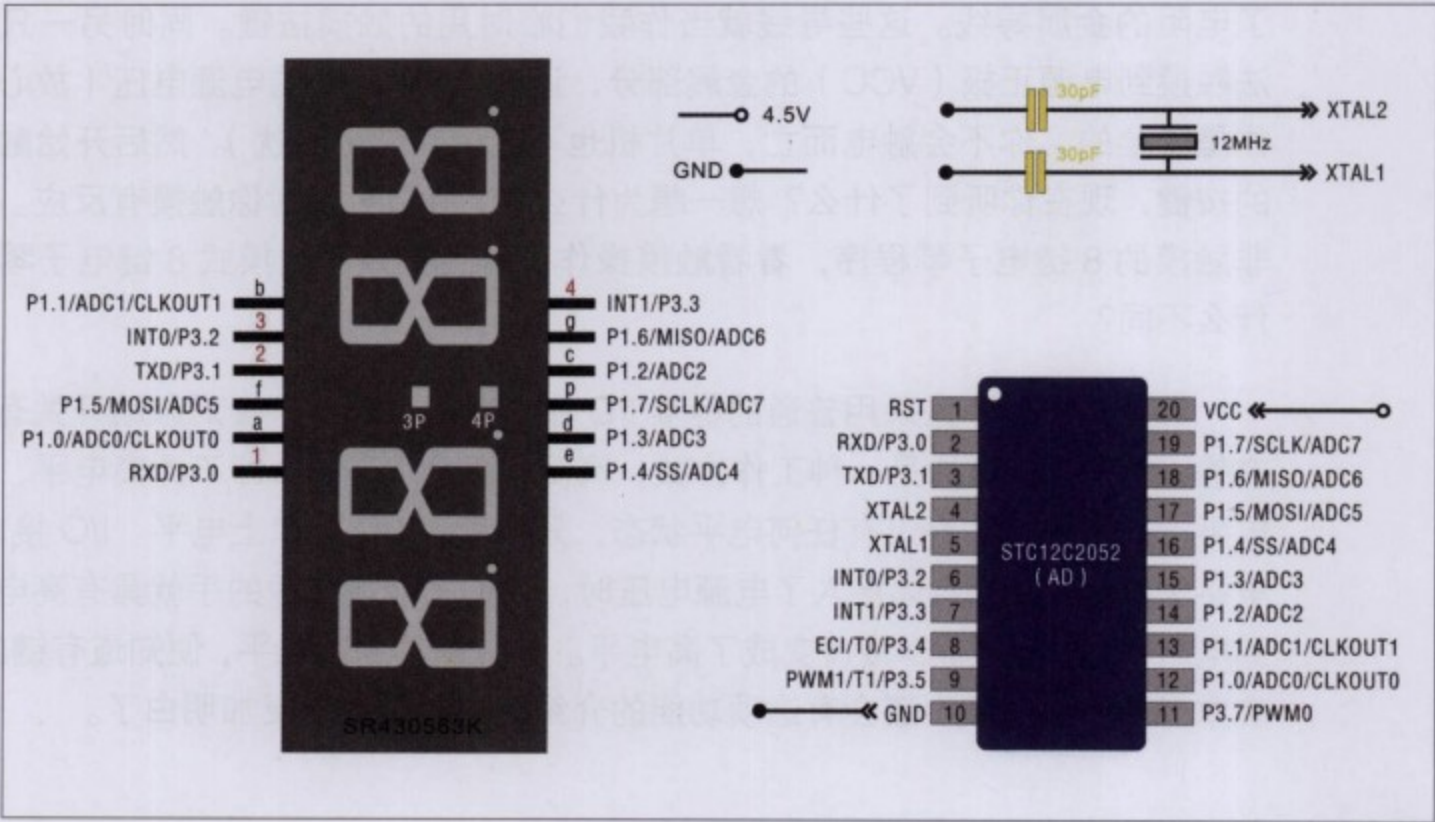 b
P1.1/ADC1/CLKOUT1
3
INT0/P3.2
2
TXD/P3.1
f
P1.5/MOSI/ADC5
a
P1.0/ADC0/CLKOUT0
1
RXD/P3.0
4
INT1/P3.3
g
P1.6/MISO/ADC6
c
P1.2/ADC2
p
P1.7/SCLK/ADC7
d
P1.3/ADC3
e
P1.4/SS/ADC4
3P 4P
SR430563K
4.5V
GND
30pF
XTAL2
12MHz
30pF
XTAL1
RST 1
RXD/P3.0 2
TXD/P3.1 3
XTAL2 4
XTAL1 5
INT0/P3.2 6
INT1/P3.3 7
ECI/T0/P3.4 8
PWM1/T1/P3.5 9
GND 10
STC12C2052
(AD)
20 VCC
19 P1.7/SCLK/ADC7
18 P1.6/MISO/ADC6
17 P1.5/MOSI/ADC5
16 P1.4/SS/ADC4
15 P1.3/ADC3
14 P1.2/ADC2
13 P1.1/ADC1/CLKOUT1
12 P1.0/ADC0/CLKOUT0
11 P3.7/PWM0